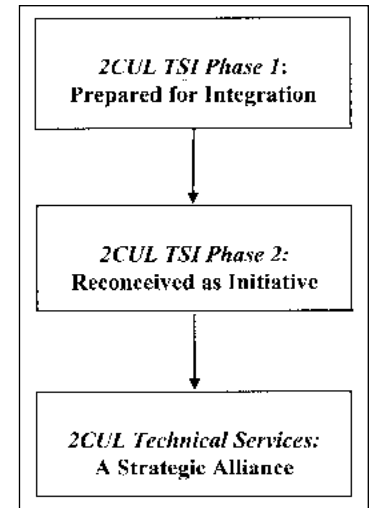 2CUL TSI Phase 1:
Prepared for Integration
2CUL TSI Phase 2:
Reconceived as Initiative
2CUL Technical Services:
A Strategic Alliance